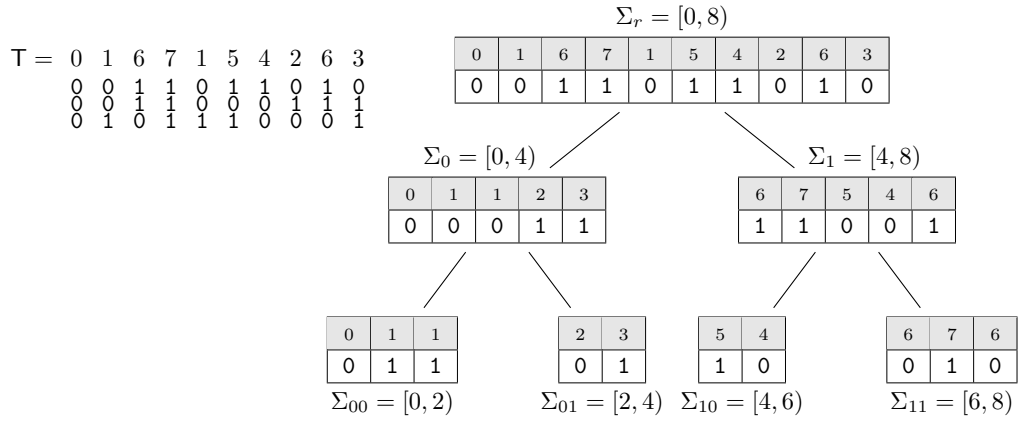 Σr = [0, 8)
T = 0 1 6 7 1 5 4 2 6 3
0 0 1 1 0 1 1 0 1 0
0 0 1 1 0 0 0 1 1 1
0 1 0 1 1 1 0 0 0 1
0 1 6 7 1 5 4 2 6 3
0 0 1 1 0 1 1 0 1 0
Σ0 = [0, 4) Σ1 = [4, 8)
0 1 1 2 3 6 7 5 4 6
0 0 0 1 1 1 1 0 0 1
0 1 1 2 3 5 4 6 7 6
0 1 1 0 1 1 0 0 1 0
Σ00 = [0, 2) Σ01 = [2, 4) Σ10 = [4, 6) Σ11 = [6, 8)